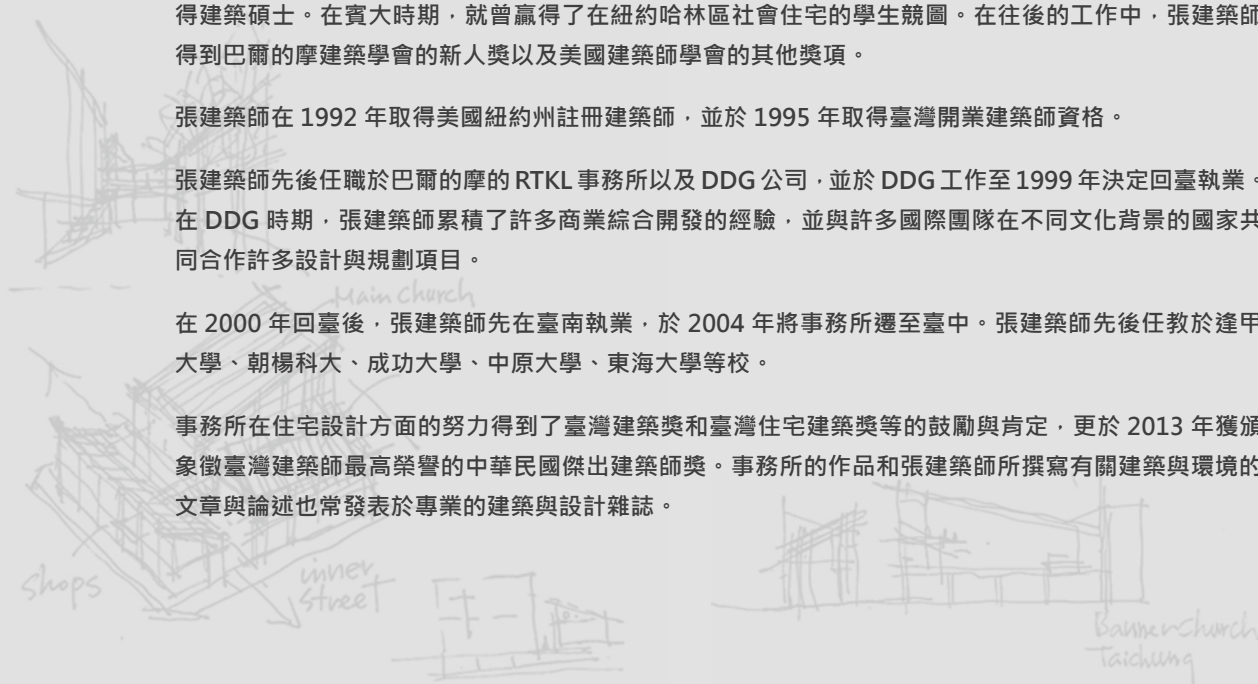 得建築碩士。在賓大時期，就曾贏得了在紐約哈林區社會住宅的學生競圖。在往後的工作中，張建築師
得到巴爾的摩建築學會的新人獎以及美國建築師學會的其他獎項。
張建築師在 1992 年取得美國紐約州註冊建築師，並於 1995 年取得臺灣開業建築師資格。
張建築師先後任職於巴爾的摩的 RTKL 事務所以及 DDG 公司，並於 DDG 工作至 1999 年決定回臺執業。
在 DDG 時期，張建築師累積了許多商業綜合開發的經驗，並與許多國際團隊在不同文化背景的國家共
同合作許多設計與規劃項目。
Main Church
在 2000 年回臺後，張建築師先在臺南執業，於 2004 年將事務所遷至臺中。張建築師先後任教於逢甲
大學、朝楊科大、成功大學、中原大學、東海大學等校。
事務所在住宅設計方面的努力得到了臺灣建築獎和臺灣住宅建築獎等的鼓勵與肯定，更於 2013 年獲頒
象徵臺灣建築師最高榮譽的中華民國傑出建築師獎。事務所的作品和張建築師所撰寫有關建築與環境的
文章與論述也常發表於專業的建築與設計雜誌。
shops
inner
street
Banner Church
Taichung